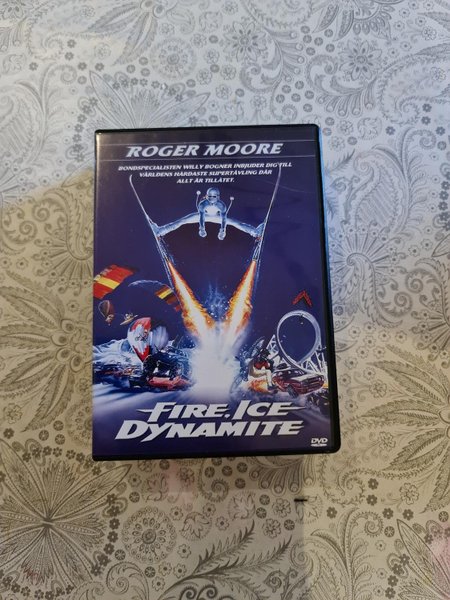 ROGER MOORE
BONDSPECIALISTEN WILLY BOGNER INBJUDER DIG TILL
VÄRLDENS HÅRDASTE SUPERTÄVLING DÄR
ALLT ÄR TILLÅTET.
FIRE, ICE
DYNAMITE
DVD